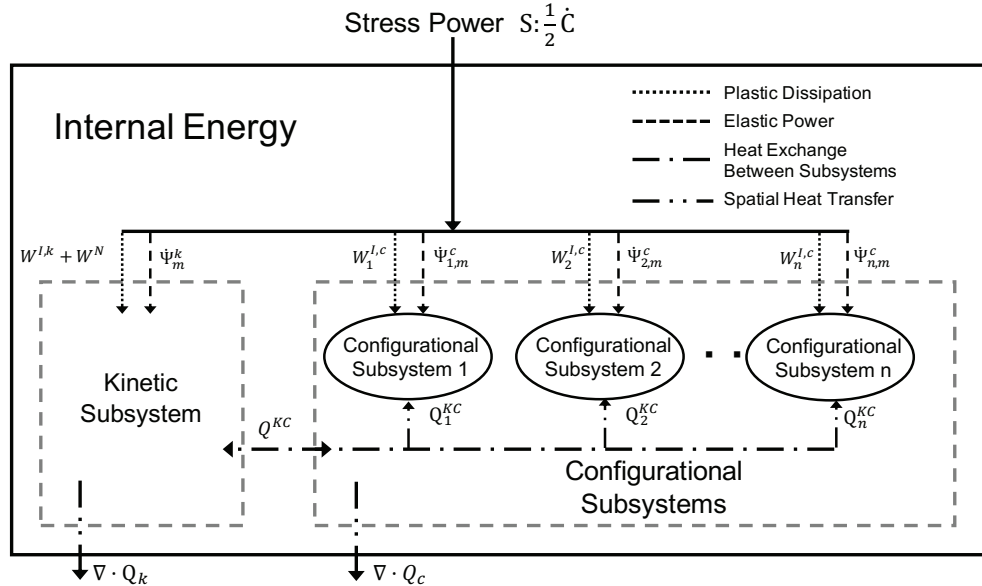 Stress Power S:½Ċ
Internal Energy
Plastic Dissipation
Elastic Power
Heat Exchange
Between Subsystems
Spatial Heat Transfer
W^{I,k} + W^N
Ψ̇^k_m
W^{I,c}_1
Ψ̇^c_{1,m}
W^{I,c}_2
Ψ̇^c_{2,m}
W^{I,c}_n
Ψ̇^c_{n,m}
Kinetic
Subsystem
Configurational
Subsystem 1
Configurational
Subsystem 2
Configurational
Subsystem n
Q^{KC}
Q^{KC}_1
Q^{KC}_2
Q^{KC}_n
Configurational
Subsystems
∇ · Q_k
∇ · Q_c